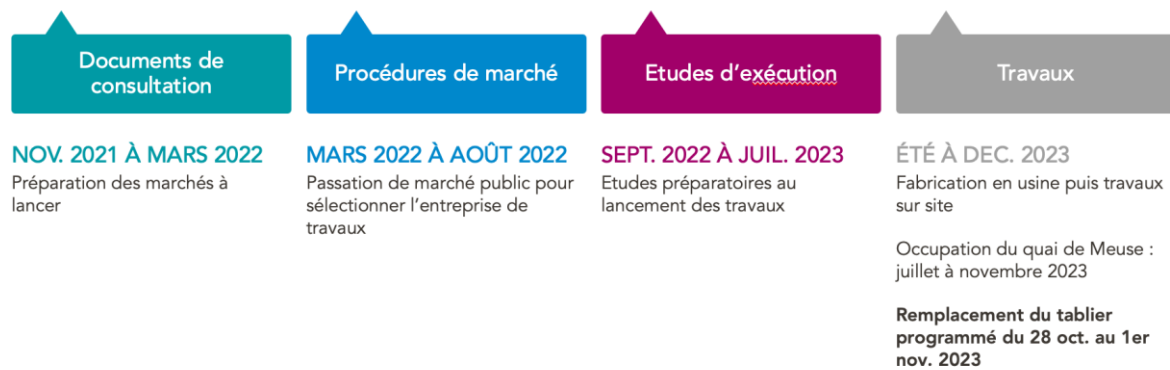 Documents de
consultation
NOV. 2021 À MARS 2022
Préparation des marchés à
lancer
Procédures de marché
MARS 2022 À AOÛT 2022
Passation de marché public pour
sélectionner l'entreprise de
travaux
Etudes d'exécution
SEPT. 2022 À JUIL. 2023
Etudes préparatoires au
lancement des travaux
Travaux
ÉTÉ À DEC. 2023
Fabrication en usine puis travaux
sur site
Occupation du quai de Meuse :
juillet à novembre 2023
Remplacement du tablier
programmé du 28 oct. au 1er
nov. 2023